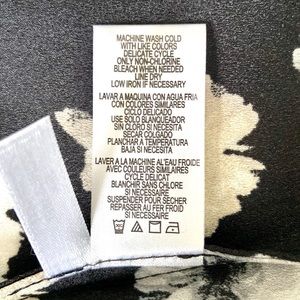 MACHINE WASH COLD
WITH LIKE COLORS
DELICATE CYCLE
ONLY NON-CHLORINE
BLEACH WHEN NEEDED
LINE DRY
LOW IRON IF NECESSARY
LAVAR A MAQUINA CON AGUA FRIA
CON COLORES SIMILARES
CICLO DELICADO
USE SOLO BLANQUEADOR
SIN CLORO SI NECESITA
SECAR COLGADO
PLANCHAR A TEMPERATURA
BAJA SI NECESITA
LAVER A LA MACHINE AL'EAU FROIDE
AVEC COULEURS SIMILAIRES
CYCLE DELICAT
BLANCHIR SANS CHLORE
SI NECESSAIRE
SUSPENDER POUR SÉCHER
REPASSER AU FER FROID
SI NECESSAIRE